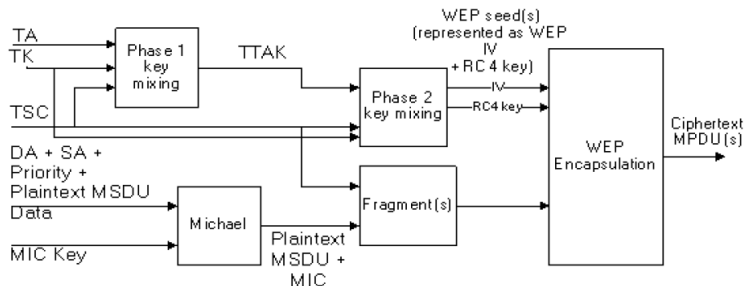 TA
TK
TSC
Phase 1
key
mixing
TTAK
Phase 2
key mixing
WEP seed(s)
(represented as WEP
IV
+ RC4 key)
IV
RC4 key
DA + SA +
Priority +
Plaintext MSDU
Data
MIC Key
Michael
Plaintext
MSDU +
MIC
Fragment(s)
WEP
Encapsulation
Ciphertext
MPDU(s)